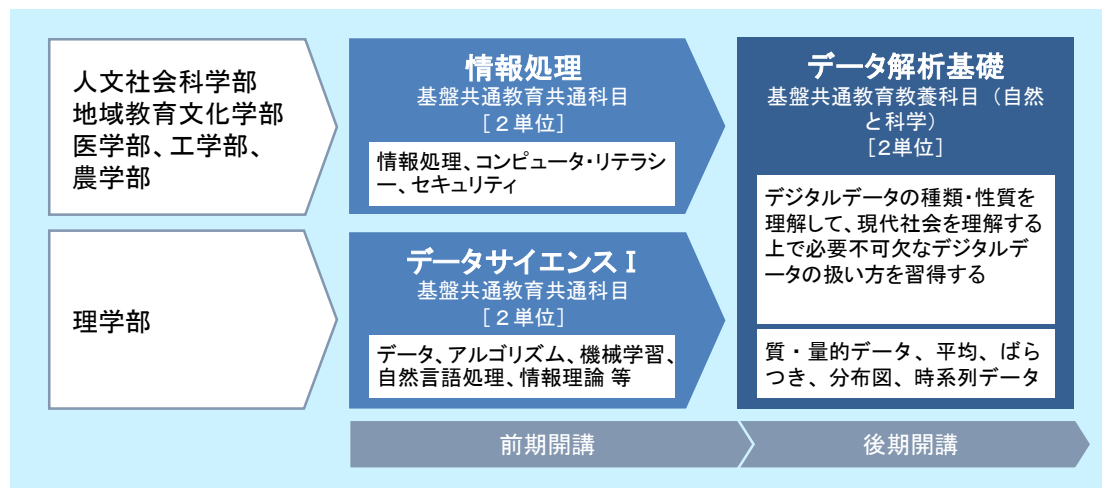 人文社会科学部
地域教育文化学部
医学部、工学部、
農学部
情報処理
基盤共通教育共通科目
［２単位］
情報処理、コンピュータ・リテラシ
ー、セキュリティ
理学部
データサイエンスⅠ
基盤共通教育共通科目
［２単位］
データ、アルゴリズム、機械学習、
自然言語処理、情報理論 等
データ解析基礎
基盤共通教育教養科目（自然
と科学）
［2単位］
デジタルデータの種類・性質を
理解して、現代社会を理解する
上で必要不可欠なデジタルデ
ータの扱い方を習得する
質・量的データ、平均、ばら
つき、分布図、時系列データ
前期開講
後期開講